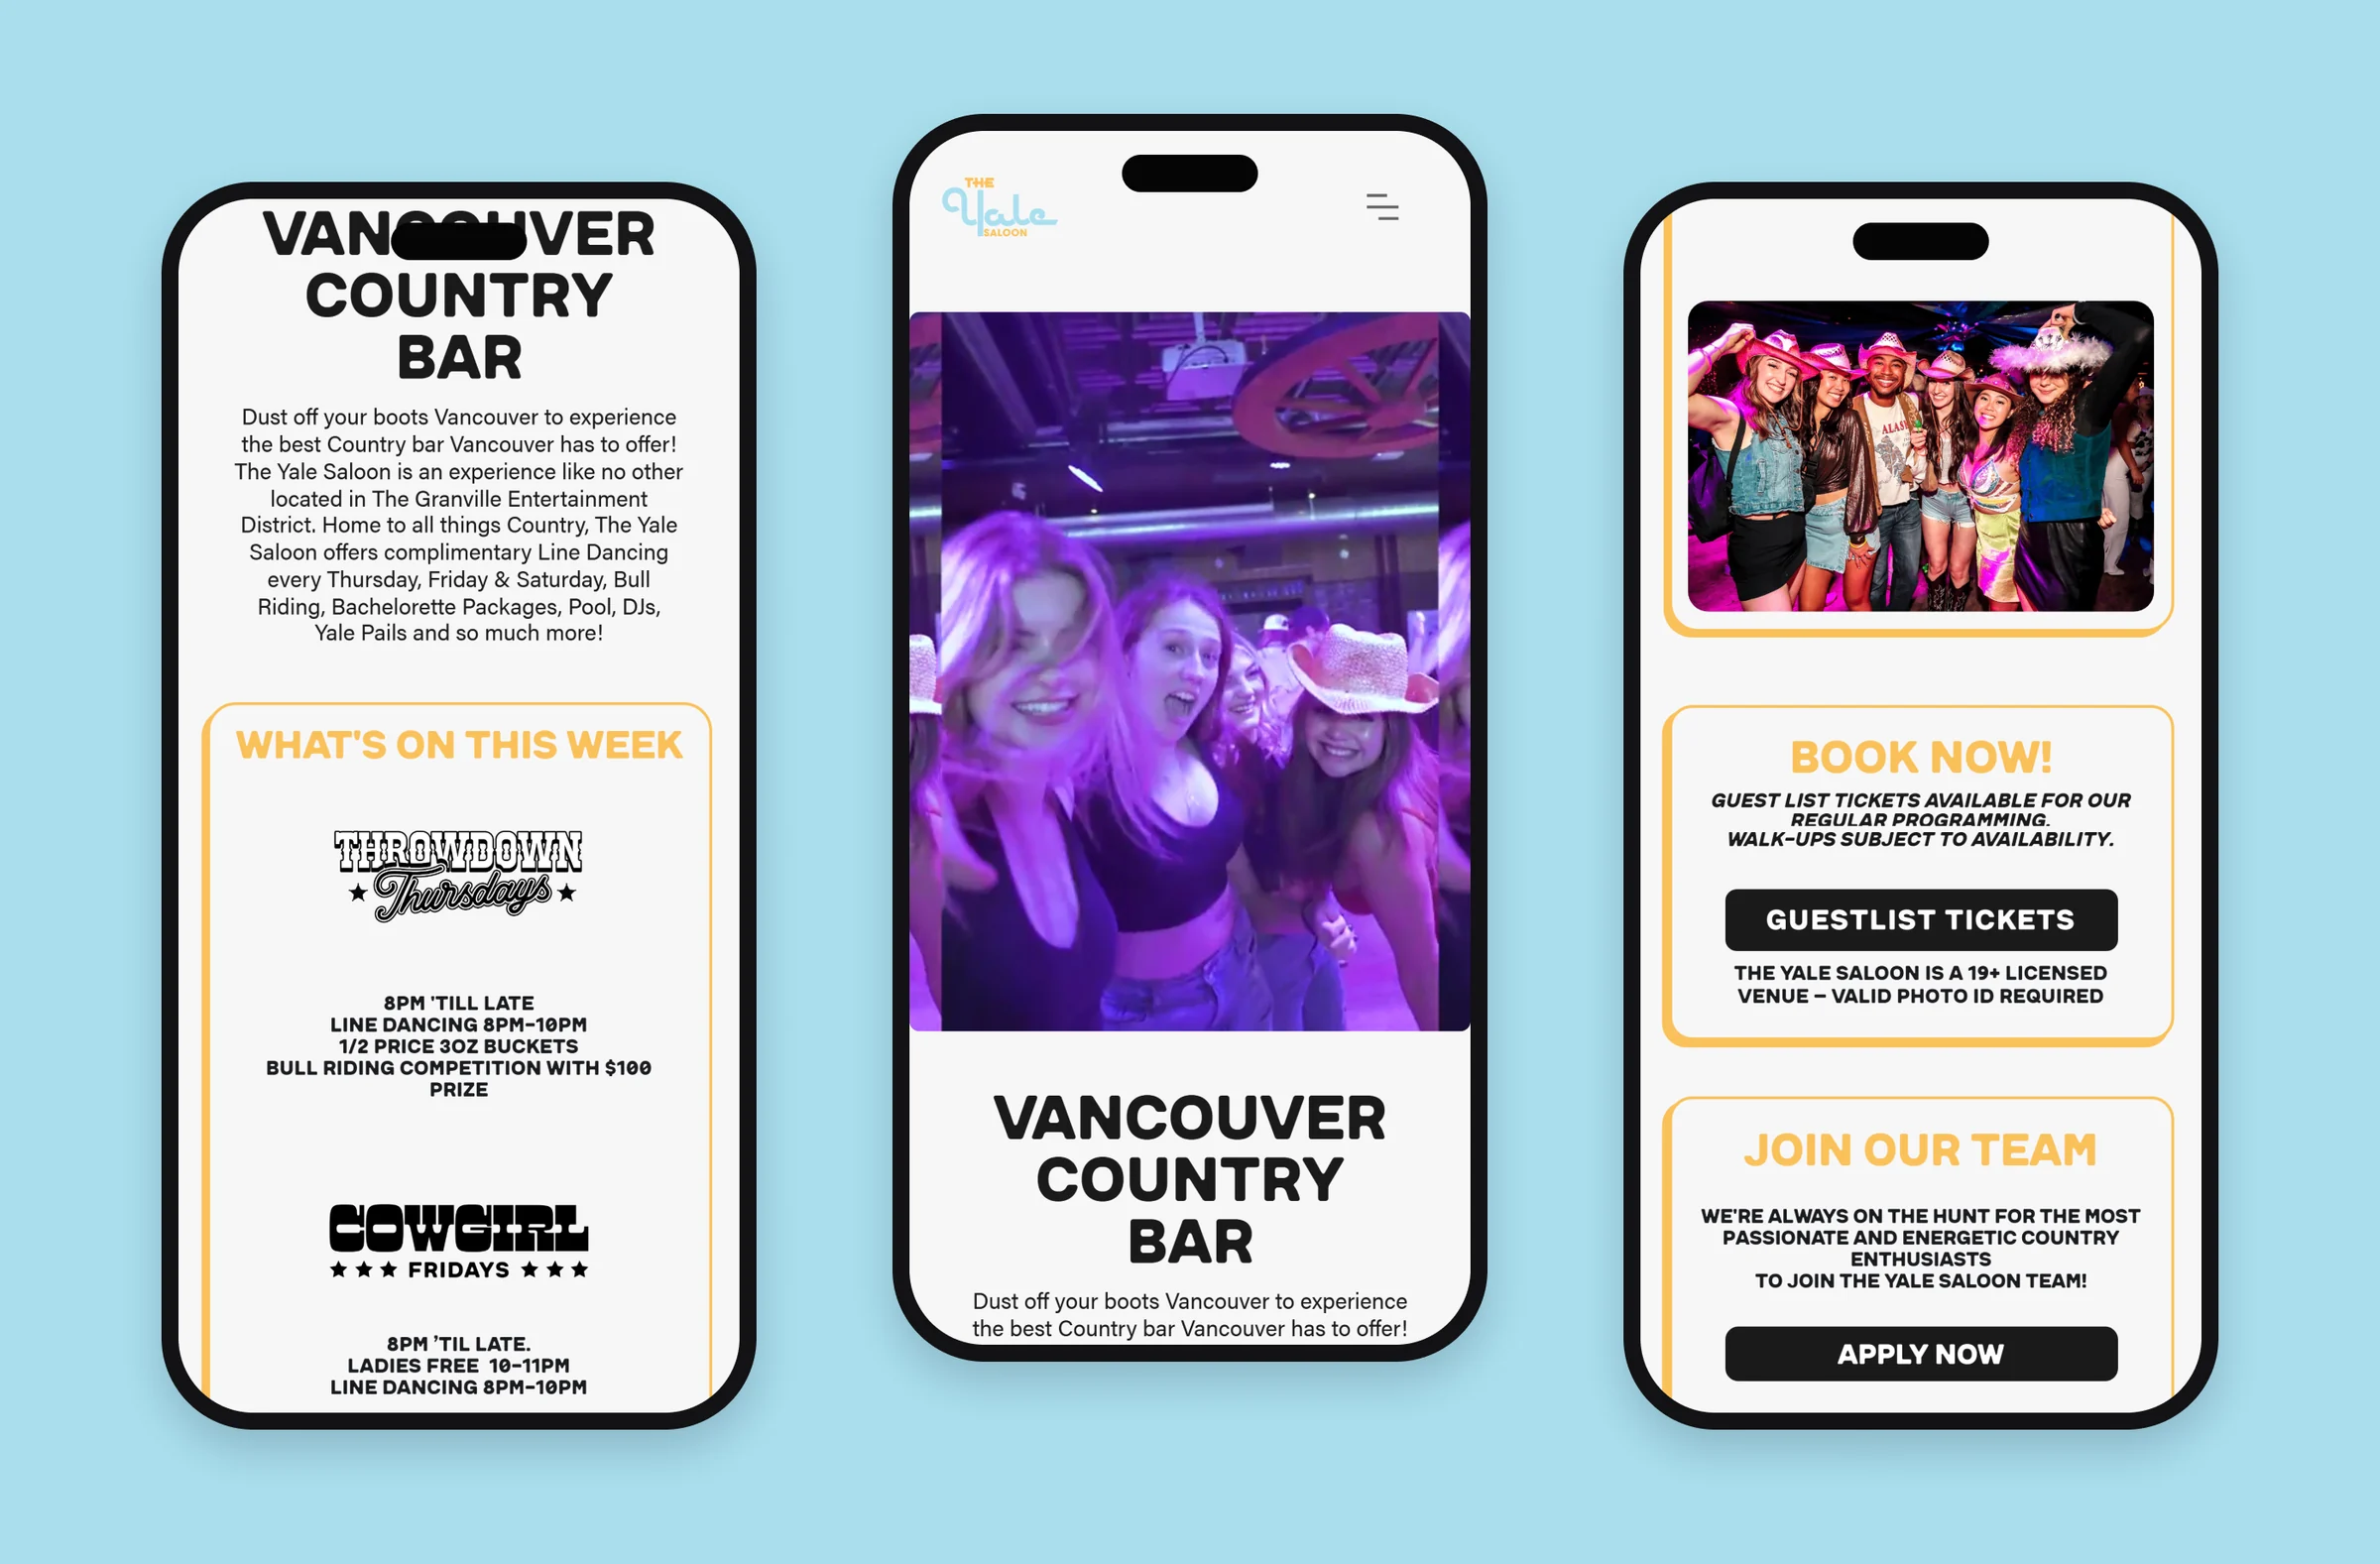 VANCOUVER
COUNTRY
BAR
Dust off your boots Vancouver to experience
the best Country bar Vancouver has to offer!
The Yale Saloon is an experience like no other
located in The Granville Entertainment
District. Home to all things Country, The Yale
Saloon offers complimentary Line Dancing
every Thursday, Friday & Saturday, Bull
Riding, Bachelorette Packages, Pool, DJs,
Yale Pails and so much more!
WHAT'S ON THIS WEEK
THROWDOWN
Thursdays
8PM 'TILL LATE
LINE DANCING 8PM-10PM
1/2 PRICE 3OZ BUCKETS
BULL RIDING COMPETITION WITH $100
PRIZE
COWGIRL
FRIDAYS
8PM 'TIL LATE.
LADIES FREE 10-11PM
LINE DANCING 8PM-10PM
THE
Yale
SALOON
VANCOUVER
COUNTRY
BAR
Dust off your boots Vancouver to experience
the best Country bar Vancouver has to offer!
ALAS
BOOK NOW!
GUEST LIST TICKETS AVAILABLE FOR OUR
REGULAR PROGRAMMING.
WALK-UPS SUBJECT TO AVAILABILITY.
GUESTLIST TICKETS
THE YALE SALOON IS A 19+ LICENSED
VENUE – VALID PHOTO ID REQUIRED
JOIN OUR TEAM
WE'RE ALWAYS ON THE HUNT FOR THE MOST
PASSIONATE AND ENERGETIC COUNTRY
ENTHUSIASTS
TO JOIN THE YALE SALOON TEAM!
APPLY NOW